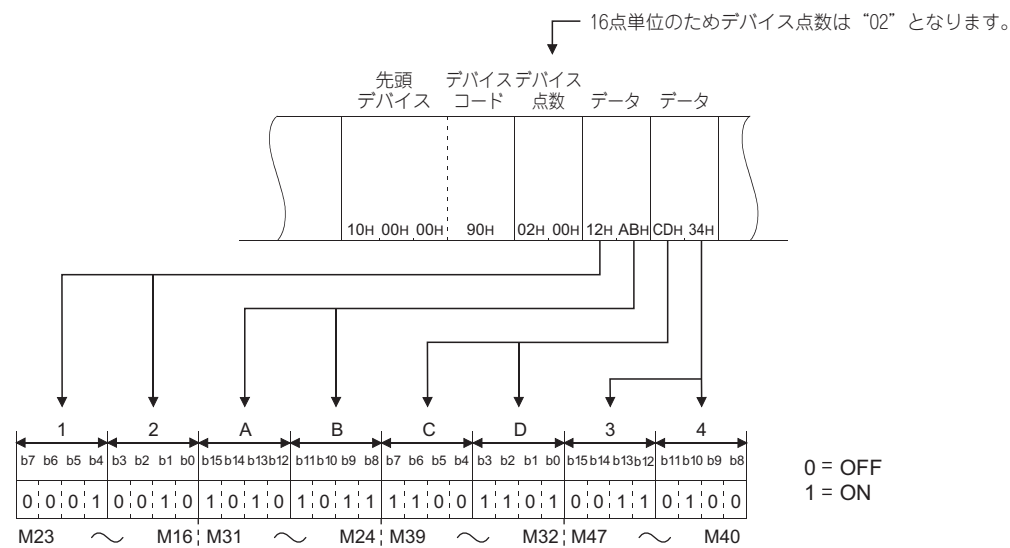 16点単位のためデバイス点数は“02”となります。
先頭 デバイス デバイス
デバイス コード 点数 データ データ
10H 00H 00H 90H 02H 00H 12H ABH CDH 34H
1 2 A B C D 3 4
b7 b6 b5 b4 b3 b2 b1 b0 b15 b14 b13 b12 b11 b10 b9 b8 b7 b6 b5 b4 b3 b2 b1 b0 b15 b14 b13 b12 b11 b10 b9 b8
0 0 0 1 0 0 1 0 1 0 1 0 1 0 1 1 1 1 0 0 1 1 0 1 0 0 1 1 0 1 0 0
M23 ～ M16 M31 ～ M24 M39 ～ M32 M47 ～ M40
0 = OFF
1 = ON